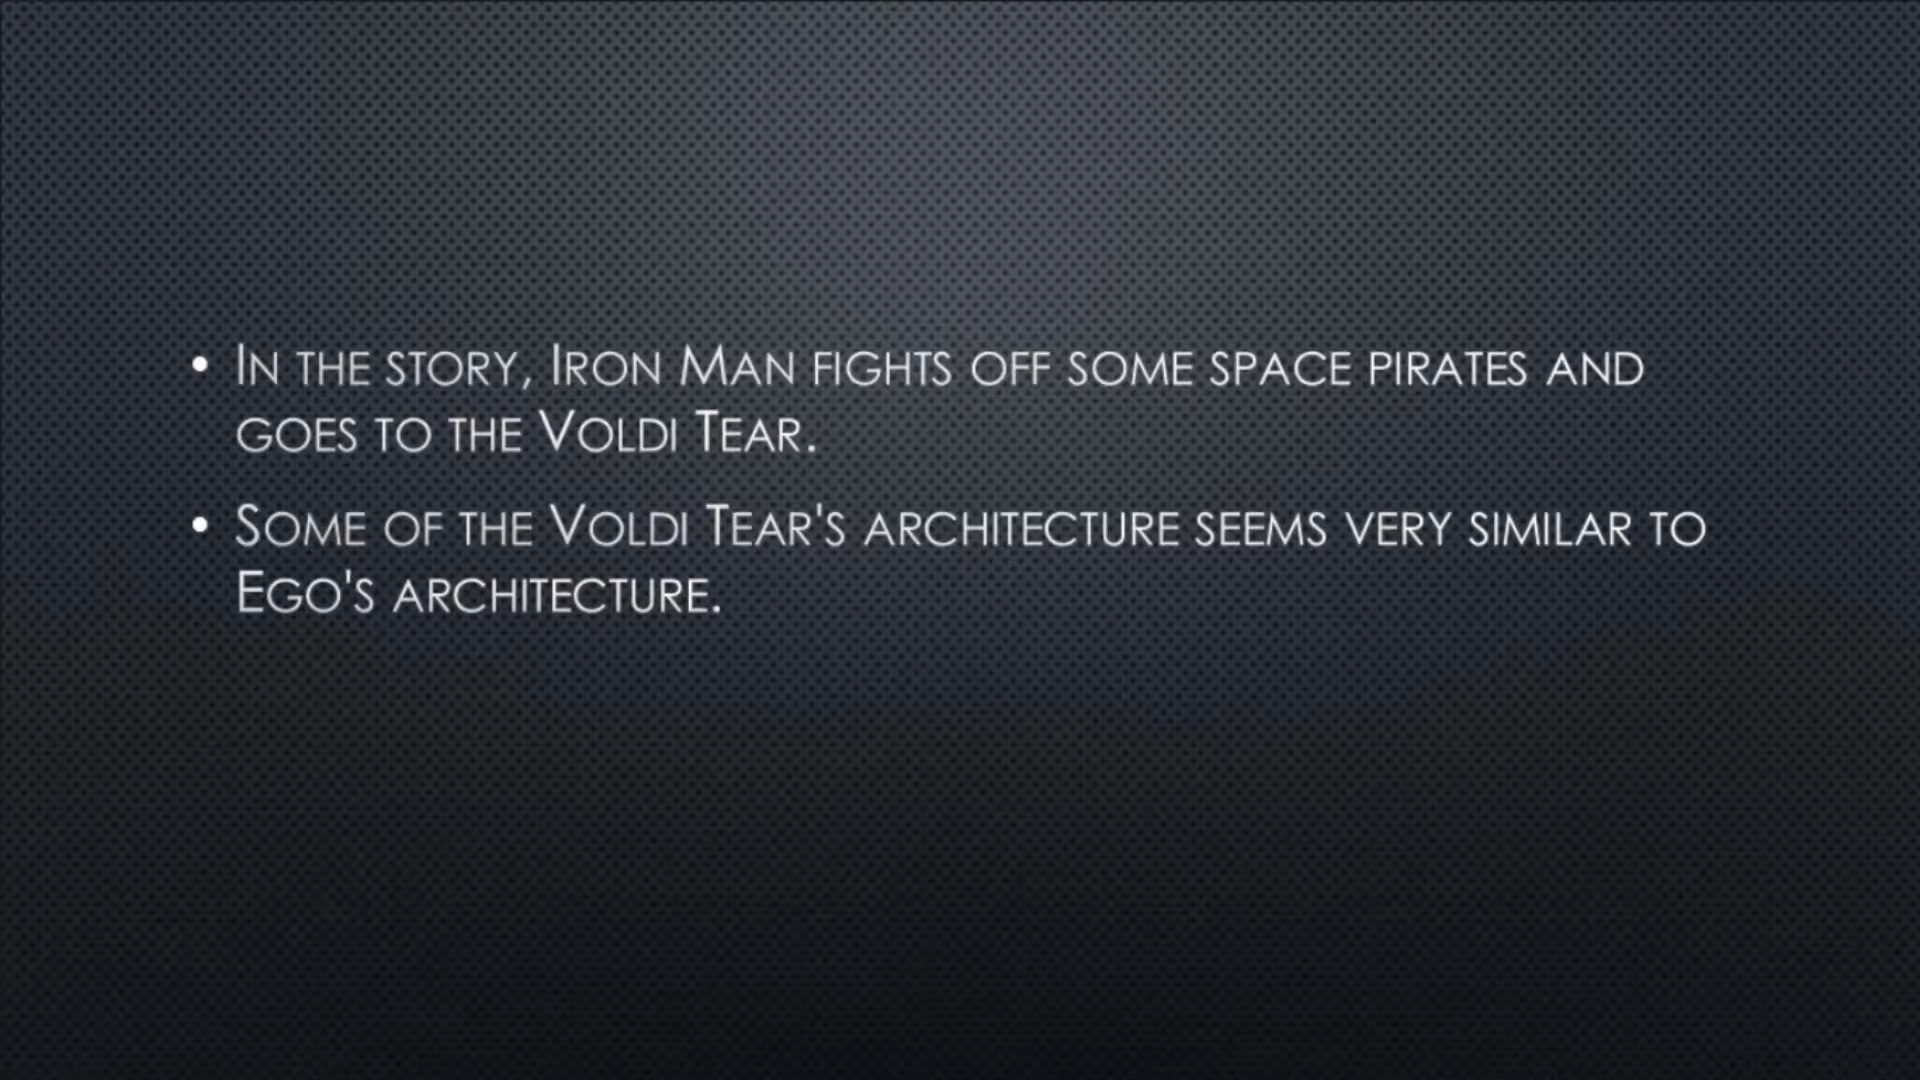 • In the story, Iron Man fights off some space pirates and
goes to the Voldi Tear.
• Some of the Voldi Tear's architecture seems very similar to
Ego's architecture.